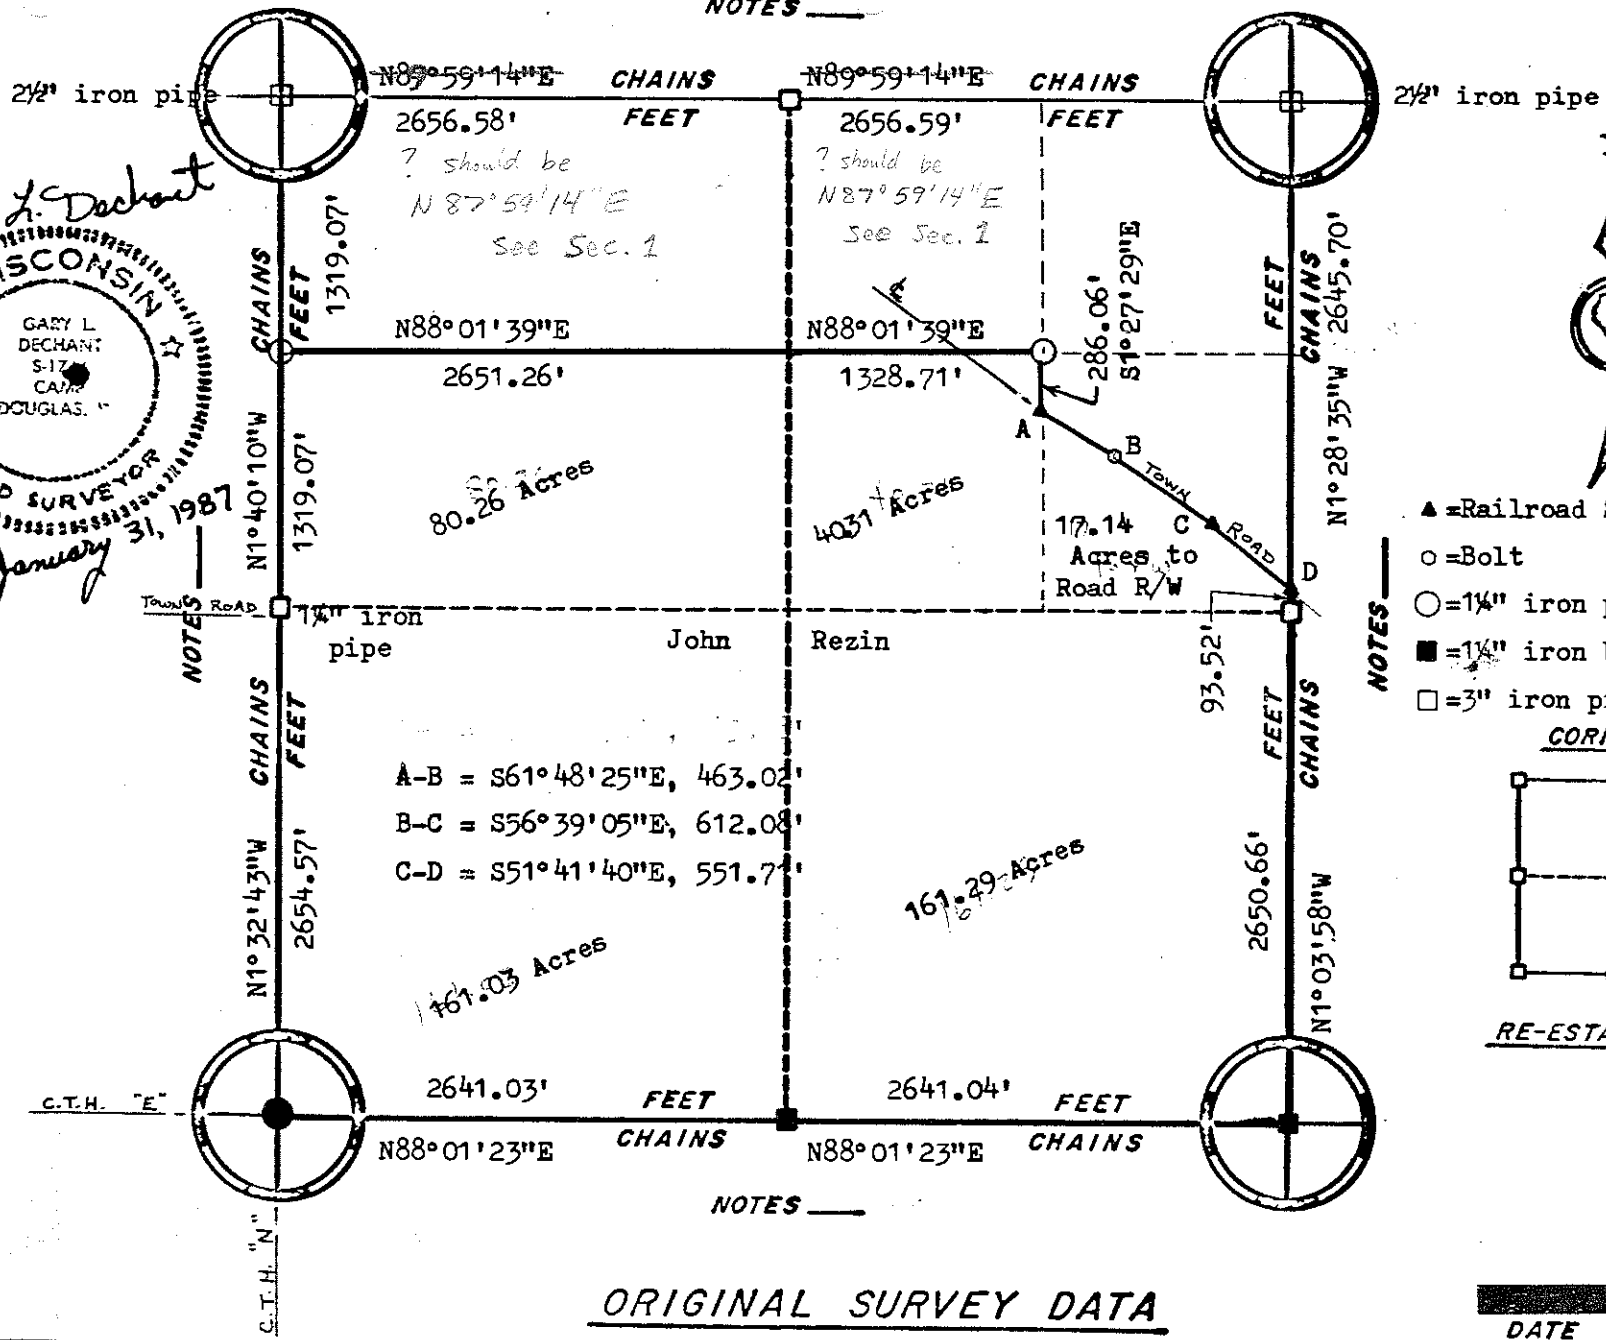 NOTES
2½" iron pipe
N89°59'14"E
CHAINS
FEET
2656.58'
N89°59'14"E
CHAINS
FEET
2656.59'
2½" iron pipe
? should be
N 87°59'14"E
See Sec. 1
? should be
N87°59'14"E
See Sec. 1
L. Dechant
WISCONSIN
GARY L.
DECHANT
S-17
CAMP
DOUGLAS.
SURVEYOR
January 31, 1987
CHAINS
FEET
1319.07'
N88°01'39"E
2651.26'
N88°01'39"E
1328.71'
286.06'
S1°27'29"E
FEET
CHAINS
N1°28'35"W 2645.70'
N1°40'10"W
1319.07'
80.26 Acres
4031 Acres
A
B
TOWN
C
ROAD
D
17.14
Acres to
Road R/W
93.52'
TOWN ROAD
NOTES
1¼" iron
pipe
John Rezin
NOTES
▲ =Railroad
○ =Bolt
○ =1¼" iron
■ =1¼" iron
□ =3" iron
CHAINS
FEET
N1°32'43"W
2654.57'
A-B = S61°48'25"E, 463.02'
B-C = S56°39'05"E, 612.08'
C-D = S51°41'40"E, 551.71'
FEET
CHAINS
2650.66'
N1°03'58"W
161.03 Acres
161.29 Acres
RE-ESTA
C.T.H. "E"
2641.03'
FEET
CHAINS
N88°01'23"E
2641.04'
FEET
CHAINS
N88°01'23"E
NOTES
C.T.H. "N"
ORIGINAL SURVEY DATA
DATE